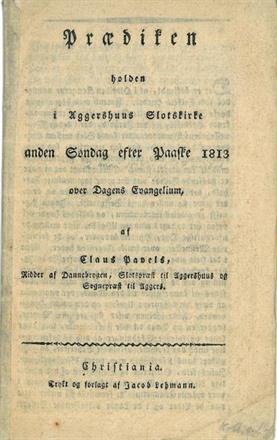 Prædiken
holden
i Aggershuus Slotskirke
anden Søndag efter Paaske 1813
over Dagens Evangelium,
af
Claus Pavels,
Ridder af Dannebrogen, Slotspræst til Aggershuus og
Sognepræst til Aggers.
Christiania.
Trykt og forlagt af Jacob Lehmann.